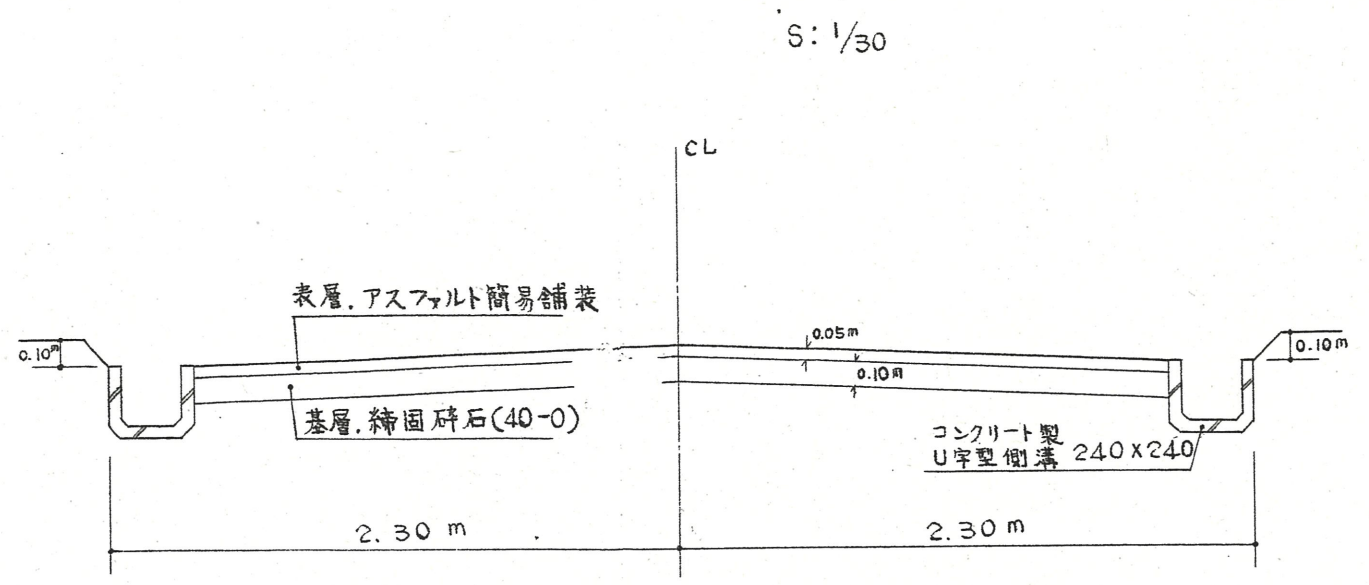 S: 1/30
CL
表層.アスファルト簡易舗装
0.05m
0.10m
0.10m
0.10m
基層.締固砕石(40-0)
コンクリート製
U字型側溝 240×240
2.30 m
2.30 m